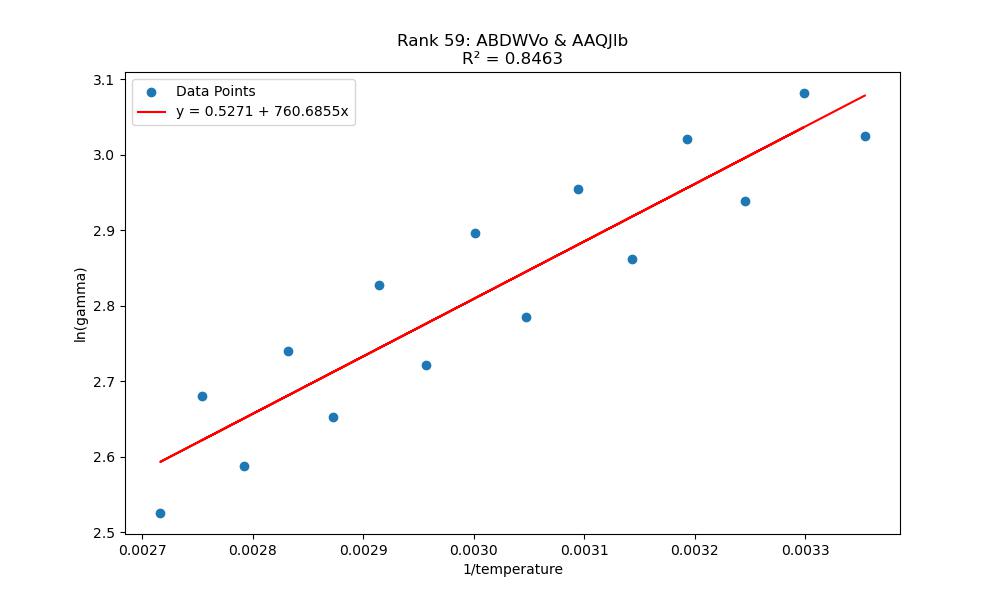 Rank 59: ABDWVo & AAQJIb
R² = 0.8463
Data Points
y = 0.5271 + 760.6855x
3.1
3.0
2.9
2.8
2.7
2.6
2.5
ln(gamma)
0.0027 0.0028 0.0029 0.0030 0.0031 0.0032 0.0033
1/temperature